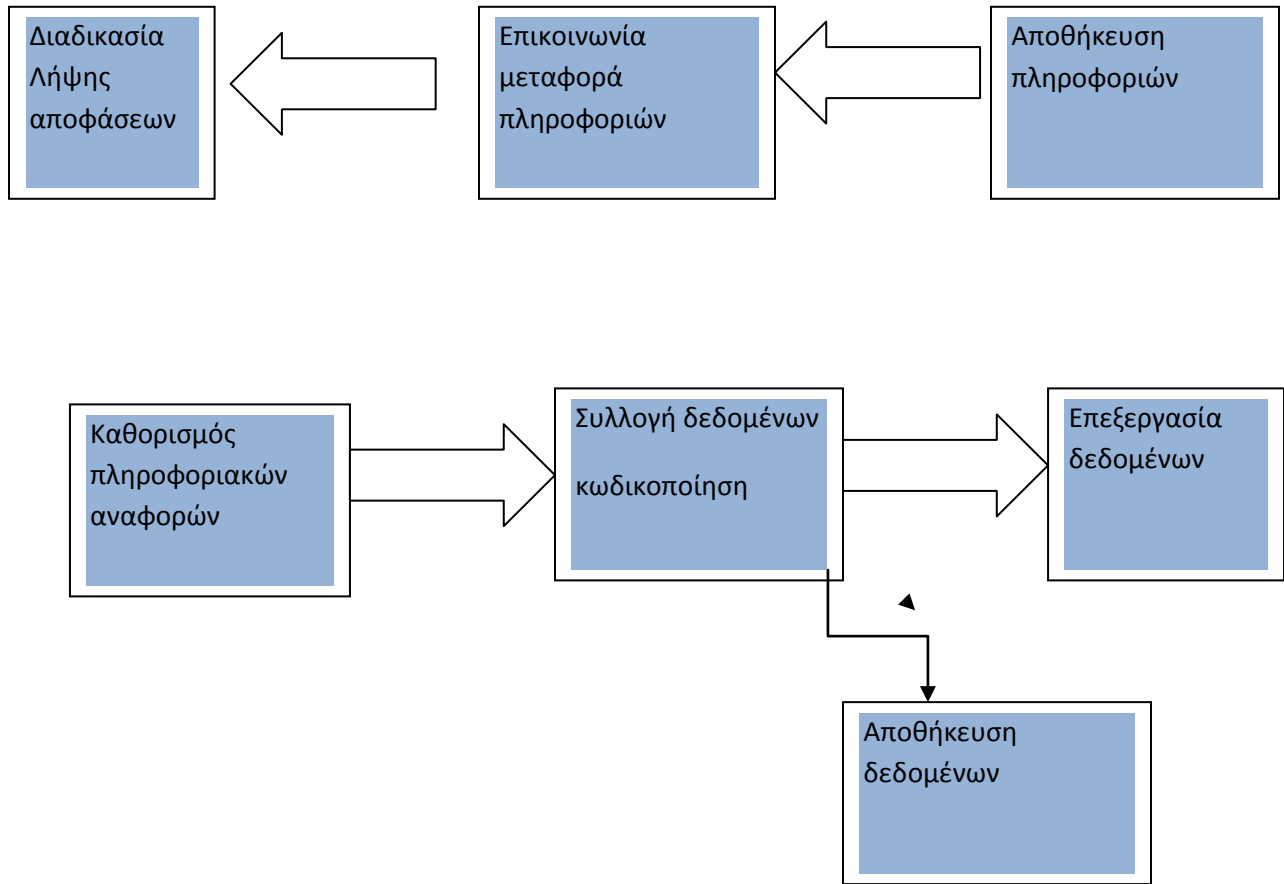 Διαδικασία
Λήψης
αποφάσεων
Επικοινωνία
μεταφορά
πληροφοριών
Αποθήκευση
πληροφοριών
Καθορισμός
πληροφοριακών
αναφορών
Συλλογή δεδομένων
κωδικοποίηση
Επεξεργασία
δεδομένων
Αποθήκευση
δεδομένων